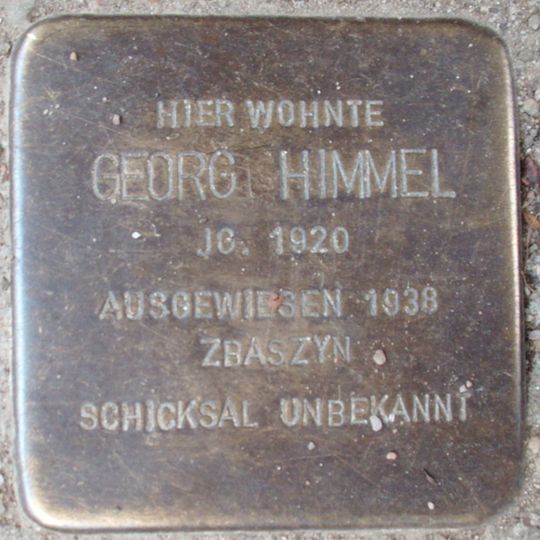 HIER WOHNTE
GEORG HIMMEL
JG. 1920
AUSGEWIESEN 1938
ZBASZYN
SCHICKSAL UNBEKANNT